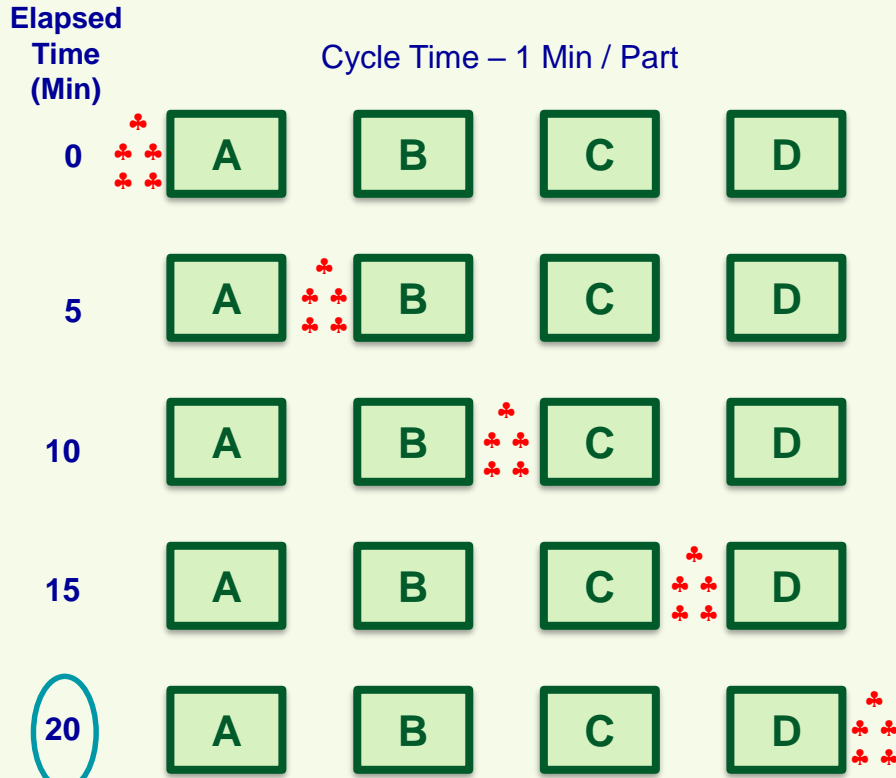 Elapsed
Time
(Min)
Cycle Time – 1 Min / Part
0 A B C D
5 A B C D
10 A B C D
15 A B C D
20 A B C D